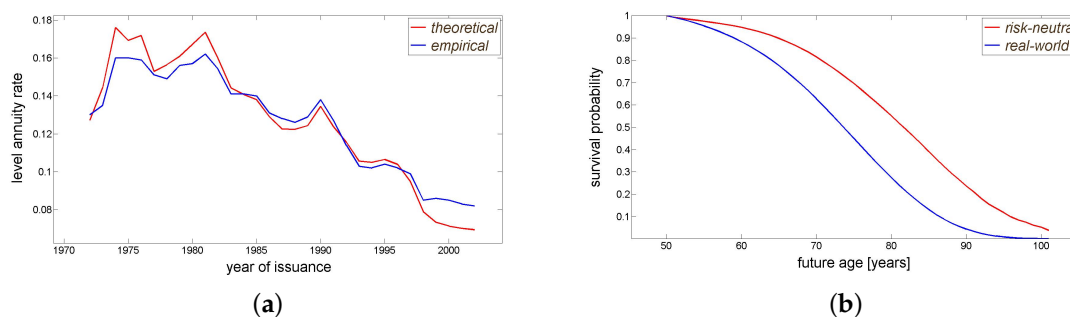 0.18
0.16
0.14
0.12
0.1
0.08
1970 1975 1980 1985 1990 1995 2000
level annuity rate
year of issuance
theoretical
empirical
(a)
1
0.9
0.8
0.7
0.6
0.5
0.4
0.3
0.2
0.1
50 60 70 80 90 100
survival probability
future age [years]
risk-neutral
real-world
(b)